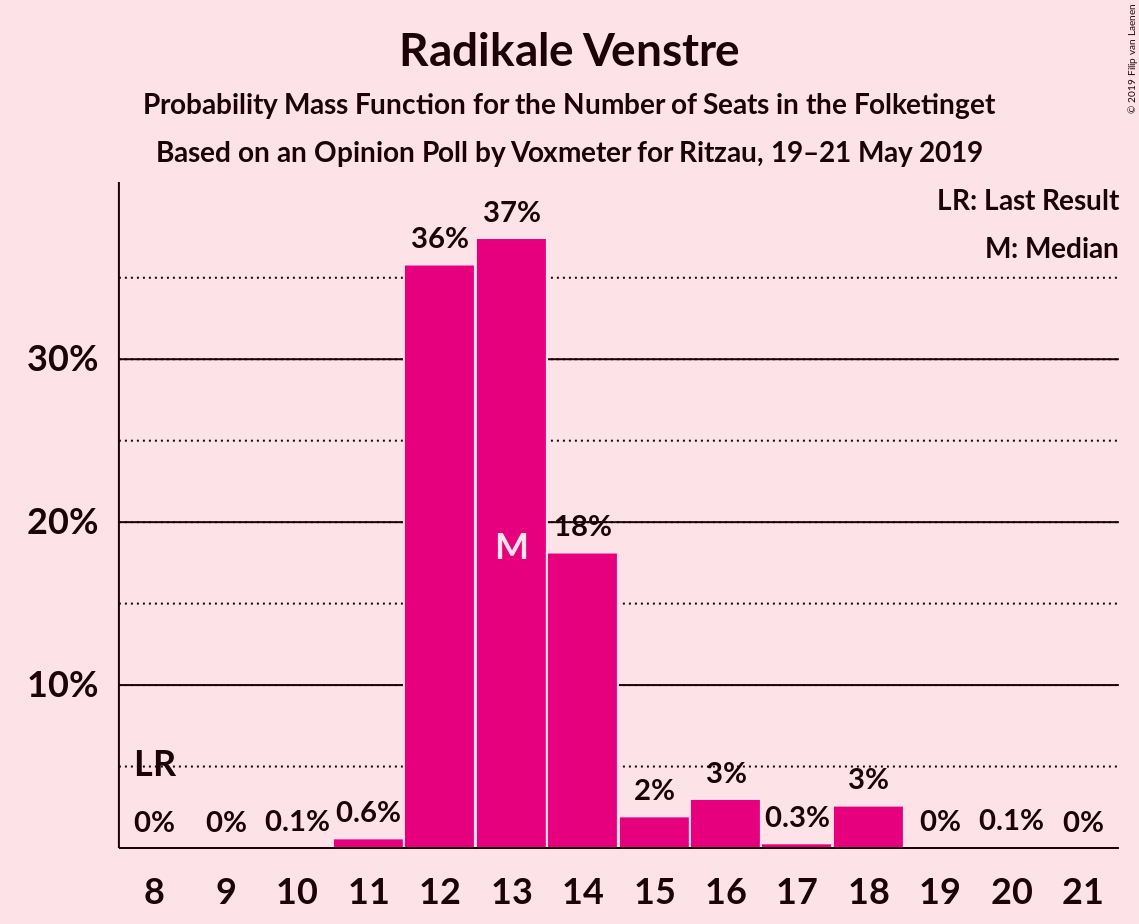 Radikale Venstre
Probability Mass Function for the Number of Seats in the Folketinget
Based on an Opinion Poll by Voxmeter for Ritzau, 19–21 May 2019
© 2019 Filip van Laenen
LR: Last Result
M: Median
30%
20%
10%
LR
M
0% 0% 0.1% 0.6% 36% 37% 18% 2% 3% 0.3% 3% 0% 0.1% 0%
8 9 10 11 12 13 14 15 16 17 18 19 20 21